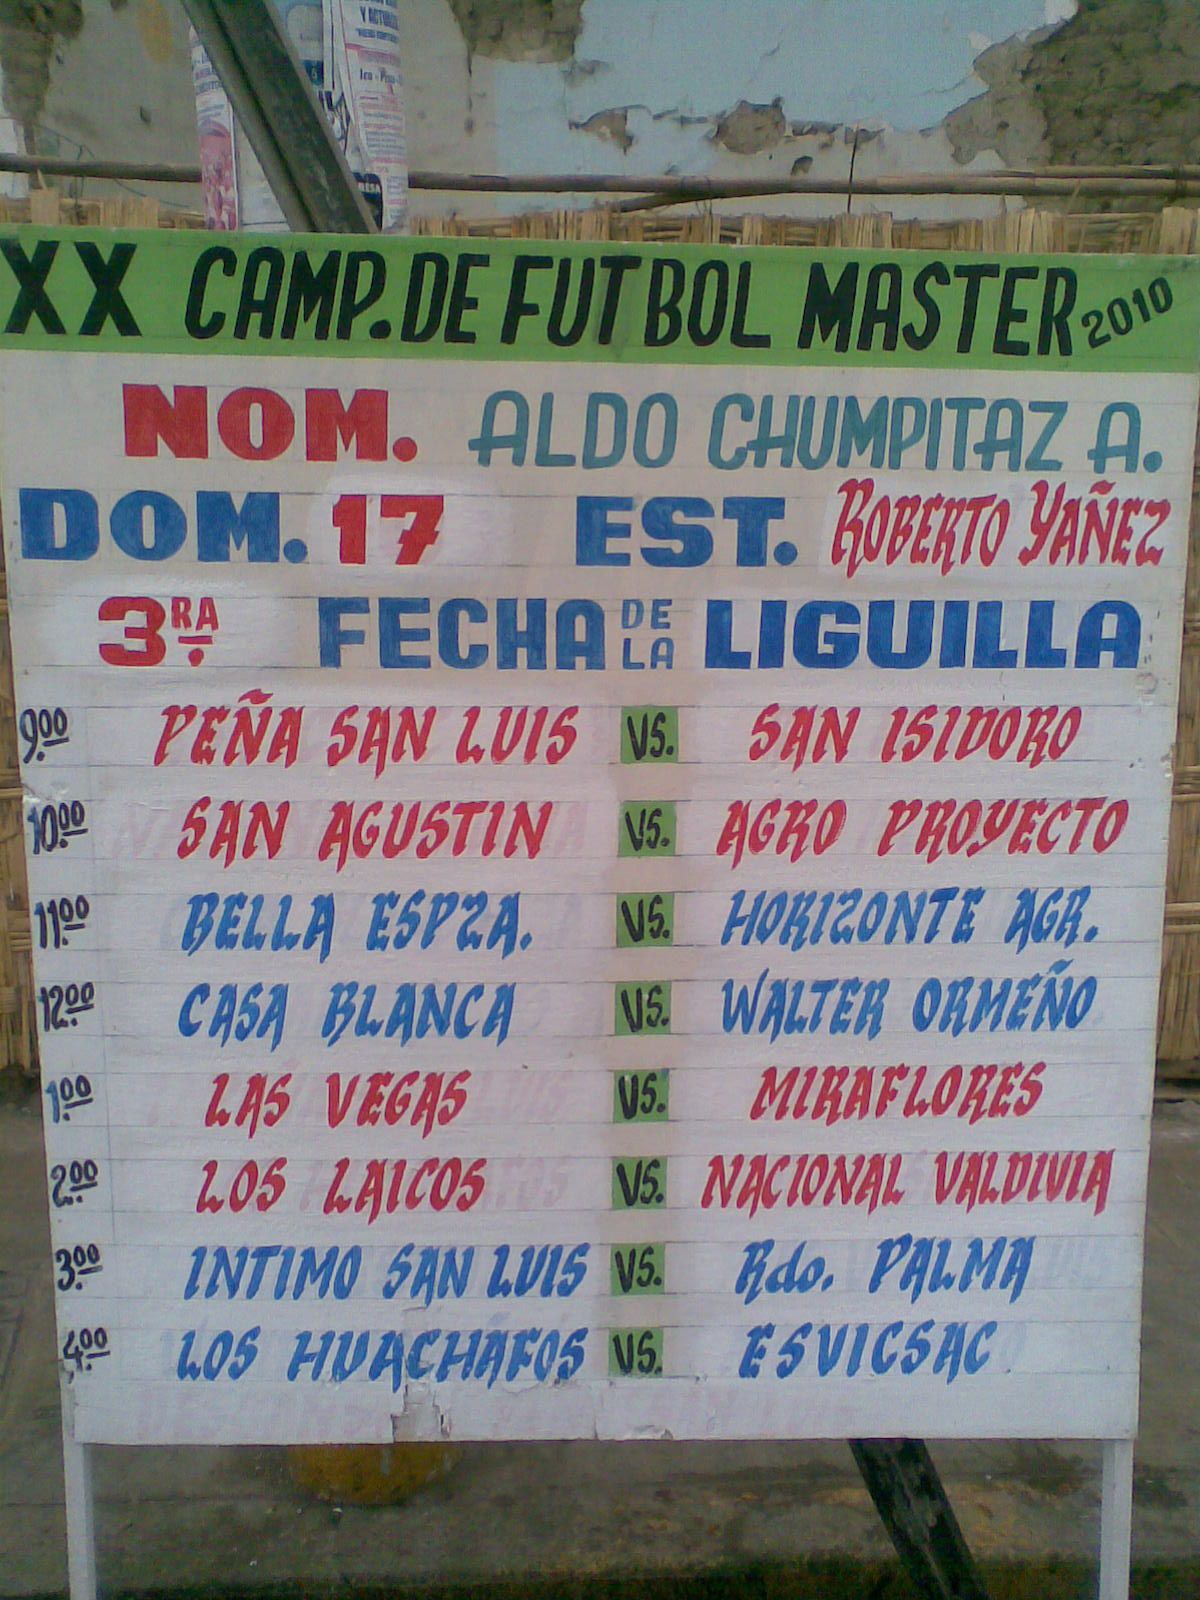 Y ACTUAL
Ica - Pisco
XX CAMP. DE FUTBOL MASTER 2010
NOM. ALDO CHUMPITAZ A.
DOM. 17 EST. ROBERTO YAÑEZ
3RA. FECHA DE LA LIGUILLA
9.00 PEÑA SAN LUIS VS. SAN ISIDORO
10.00 SAN AGUSTIN VS. AGRO PROYECTO
11.00 BELLA ESPZA. VS. HORIZONTE AGR.
12.00 CASA BLANCA VS. WALTER ORMEÑO
1.00 LAS VEGAS VS. MIRAFLORES
2.00 LOS LAICOS VS. NACIONAL VALDIVIA
3.00 INTIMO SAN LUIS VS. Rdo. PALMA
4.00 LOS HUACHAFOS VS. ESVICSAC